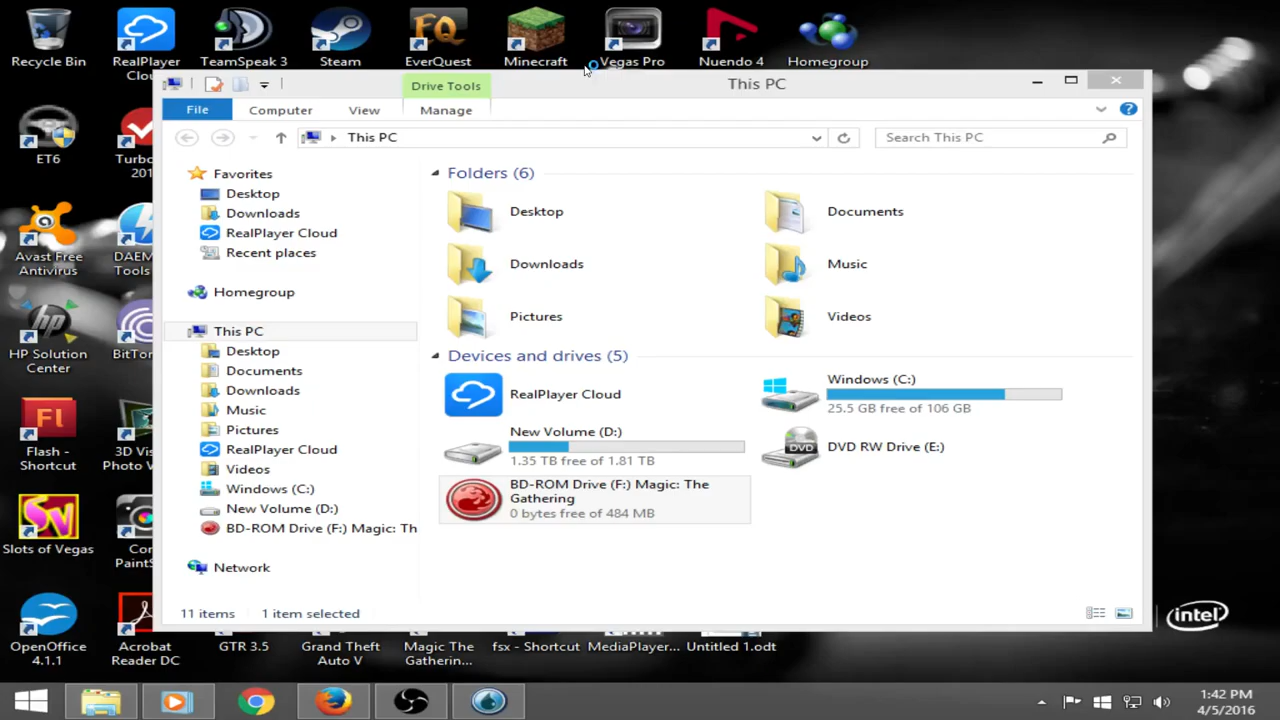 Recycle Bin
RealPlayer
Clou
TeamSpeak 3
Steam
EverQuest
Minecraft
Vegas Pro
Nuendo 4
Homegroup
Drive Tools
This PC
File
Computer
View
Manage
This PC
Search This PC
ET6
Turbo
201
Avast Free
Antivirus
DAEM
Tools
HP Solution
Center
BitTor
Flash -
Shortcut
3D Vis
Photo V
Slots of Vegas
Cor
PaintS
OpenOffice
4.1.1
Acrobat
Reader DC
GTR 3.5
Grand Theft
Auto V
Magic The
Gatherin...
fsx - Shortcut
MediaPlayer...
Untitled 1.odt
Favorites
Desktop
Downloads
RealPlayer Cloud
Recent places
Homegroup
This PC
Desktop
Documents
Downloads
Music
Pictures
RealPlayer Cloud
Videos
Windows (C:)
New Volume (D:)
BD-ROM Drive (F:) Magic: Th
Network
Folders (6)
Desktop
Documents
Downloads
Music
Pictures
Videos
Devices and drives (5)
RealPlayer Cloud
Windows (C:)
25.5 GB free of 106 GB
New Volume (D:)
1.35 TB free of 1.81 TB
DVD
DVD RW Drive (E:)
BD-ROM Drive (F:) Magic: The
Gathering
0 bytes free of 484 MB
11 items
1 item selected
intel
1:42 PM
4/5/2016